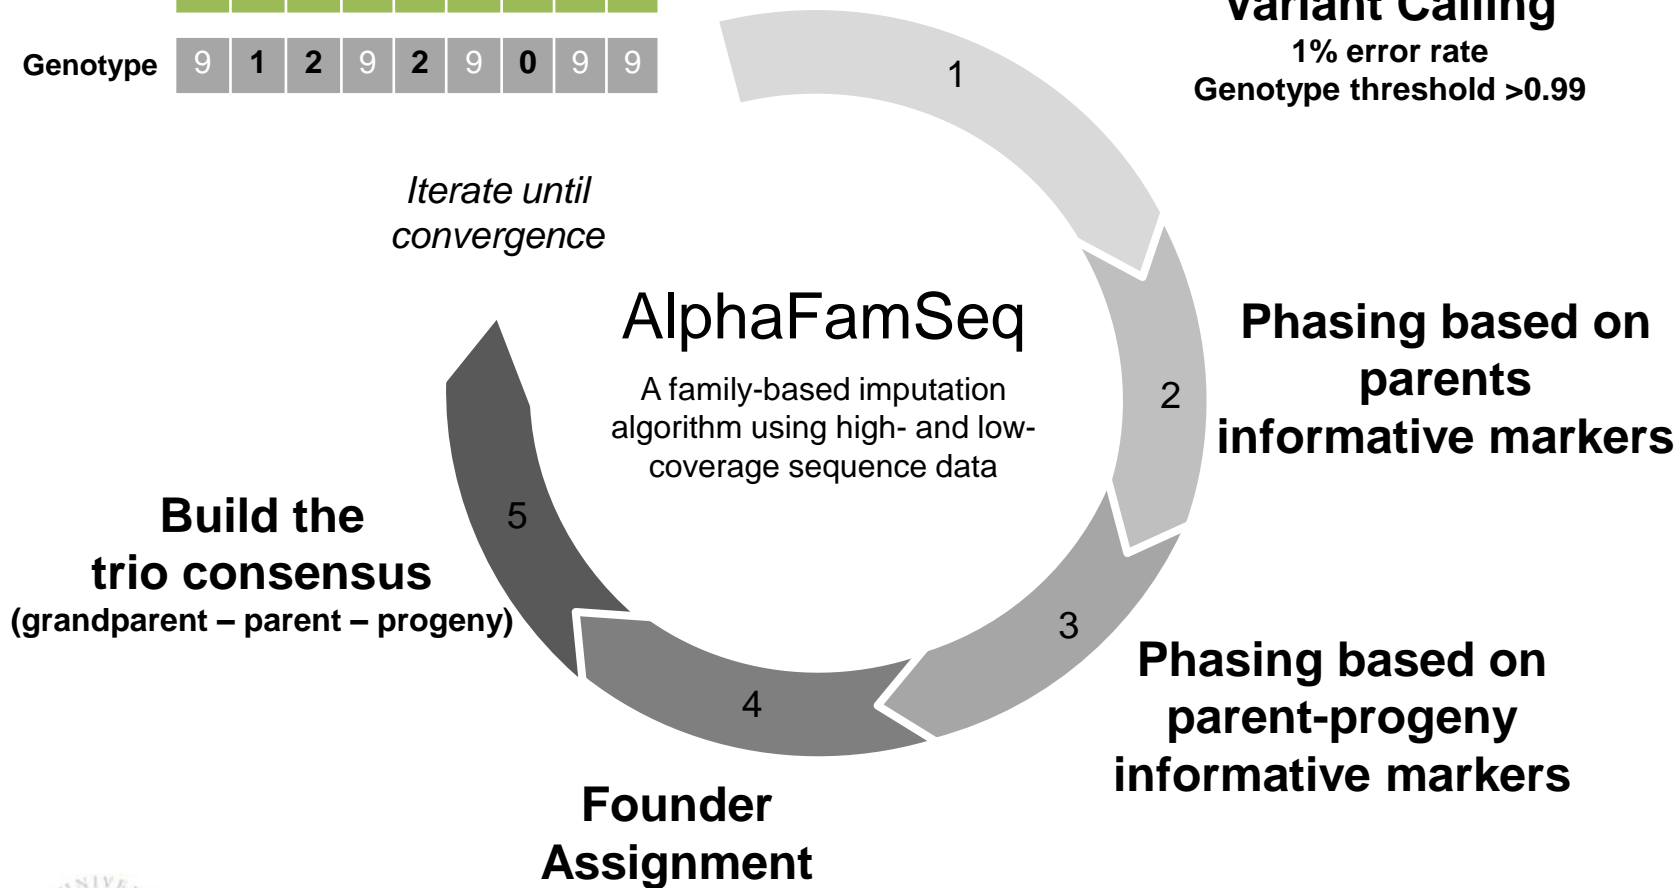 Variant Calling
1% error rate
Genotype threshold >0.99
Genotype 9 1 2 9 2 9 0 9 9
1
Iterate until
convergence
AlphaFamSeq
A family-based imputation
algorithm using high- and low-
coverage sequence data
2
Phasing based on
parents
informative markers
3
Phasing based on
parent-progeny
informative markers
4
Founder
Assignment
5
Build the
trio consensus
(grandparent – parent – progeny)